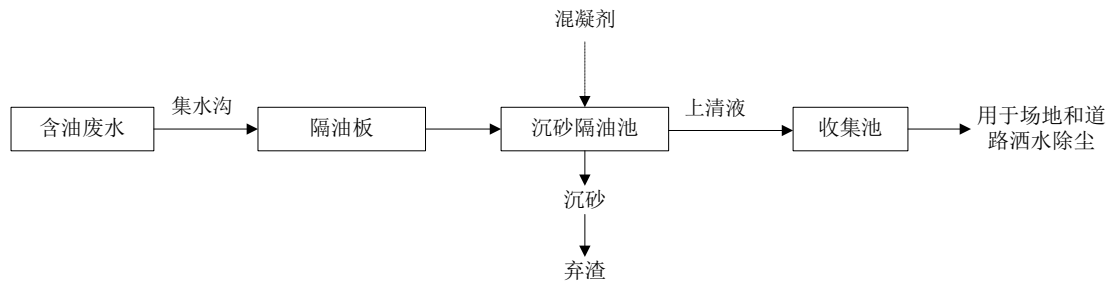 混凝剂
含油废水
集水沟
隔油板
沉砂隔油池
上清液
收集池
用于场地和道
路洒水除尘
沉砂
弃渣